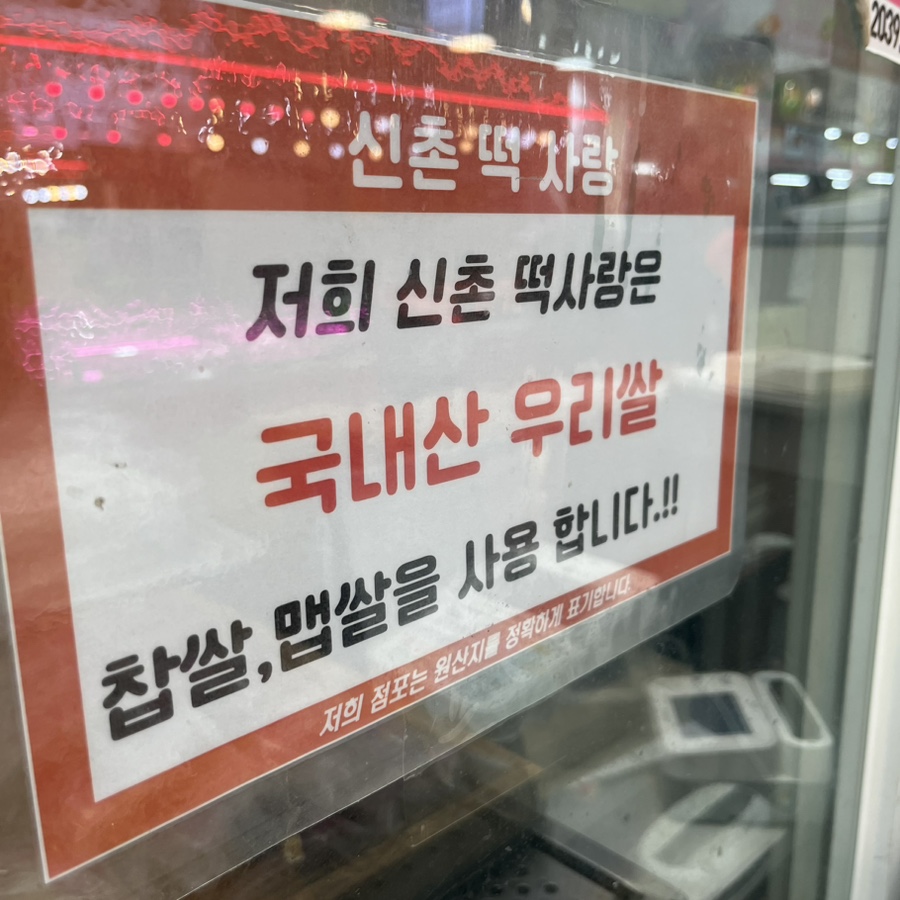 신촌 떡 사랑
저희 신촌 떡사랑은
국내산 우리쌀
찹쌀,맵쌀을 사용 합니다.!!
저희 점포는 원산지를 정확하게 표기합니다.
2039